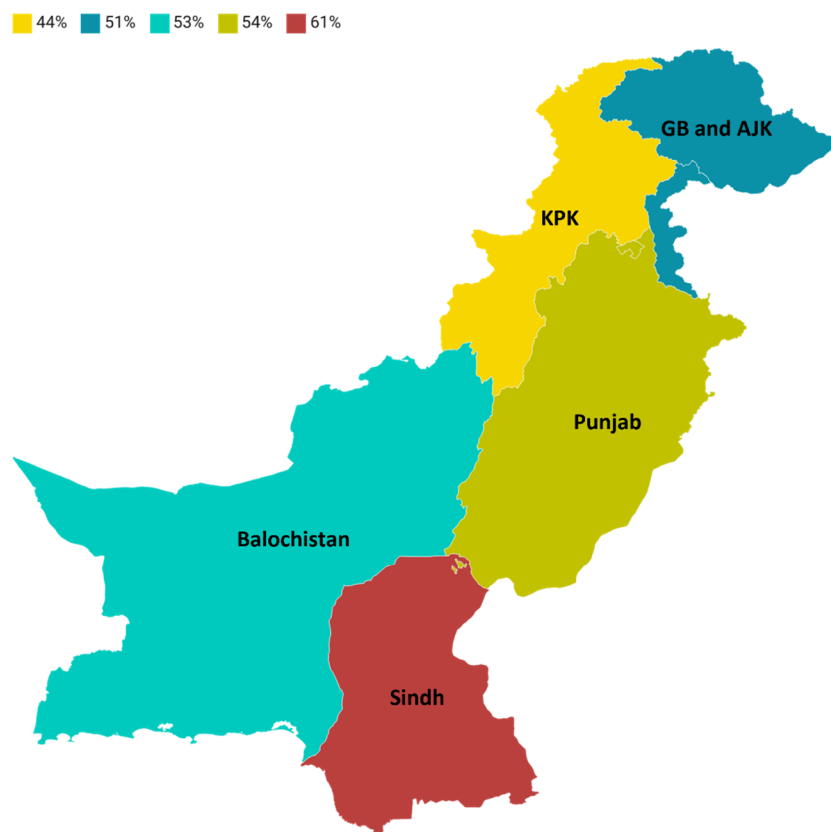 44% 51% 53% 54% 61%
GB and AJK
KPK
Punjab
Balochistan
Sindh